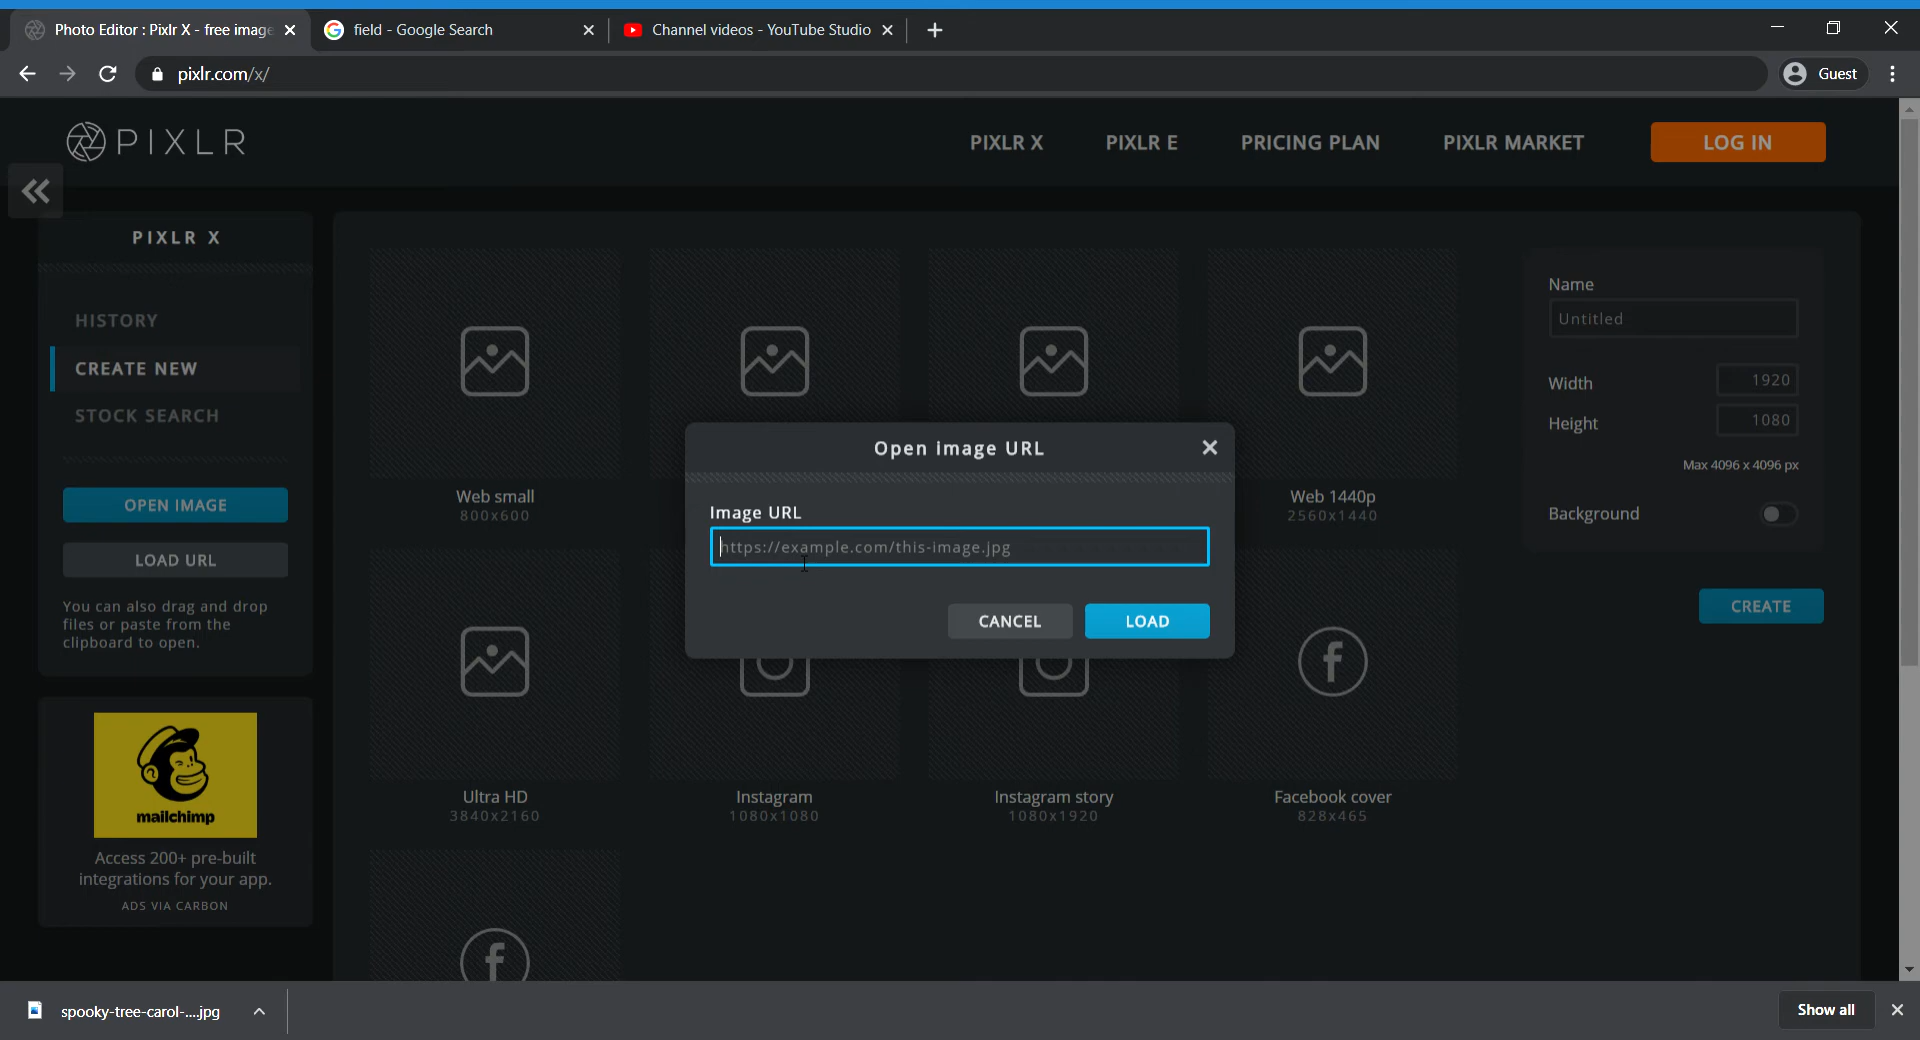 Photo Editor : Pixlr X - free image
field - Google Search
Channel videos - YouTube Studio
pixlr.com/x/
Guest
PIXLR
PIXLR X
PIXLR E
PRICING PLAN
PIXLR MARKET
LOG IN
PIXLR X
HISTORY
CREATE NEW
STOCK SEARCH
OPEN IMAGE
LOAD URL
You can also drag and drop
files or paste from the
clipboard to open.
mailchimp
Access 200+ pre-built
integrations for your app.
ADS VIA CARBON
Web small
800x600
Web 1440p
2560x1440
Ultra HD
3840x2160
Instagram
1080x1080
Instagram story
1080x1920
Facebook cover
828x465
Open image URL
Image URL
https://example.com/this-image.jpg
CANCEL
LOAD
Name
Untitled
Width
1920
Height
1080
Max 4096 x 4096 px
Background
CREATE
spooky-tree-carol-....jpg
Show all